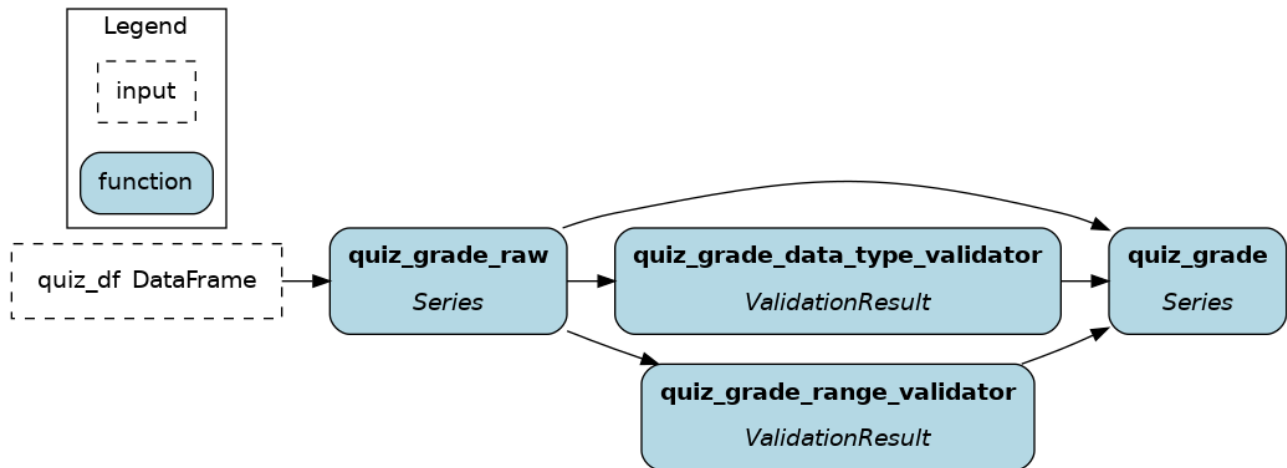 Legend
input
function
quiz_df DataFrame
quiz_grade_raw
Series
quiz_grade_data_type_validator
ValidationResult
quiz_grade_range_validator
ValidationResult
quiz_grade
Series